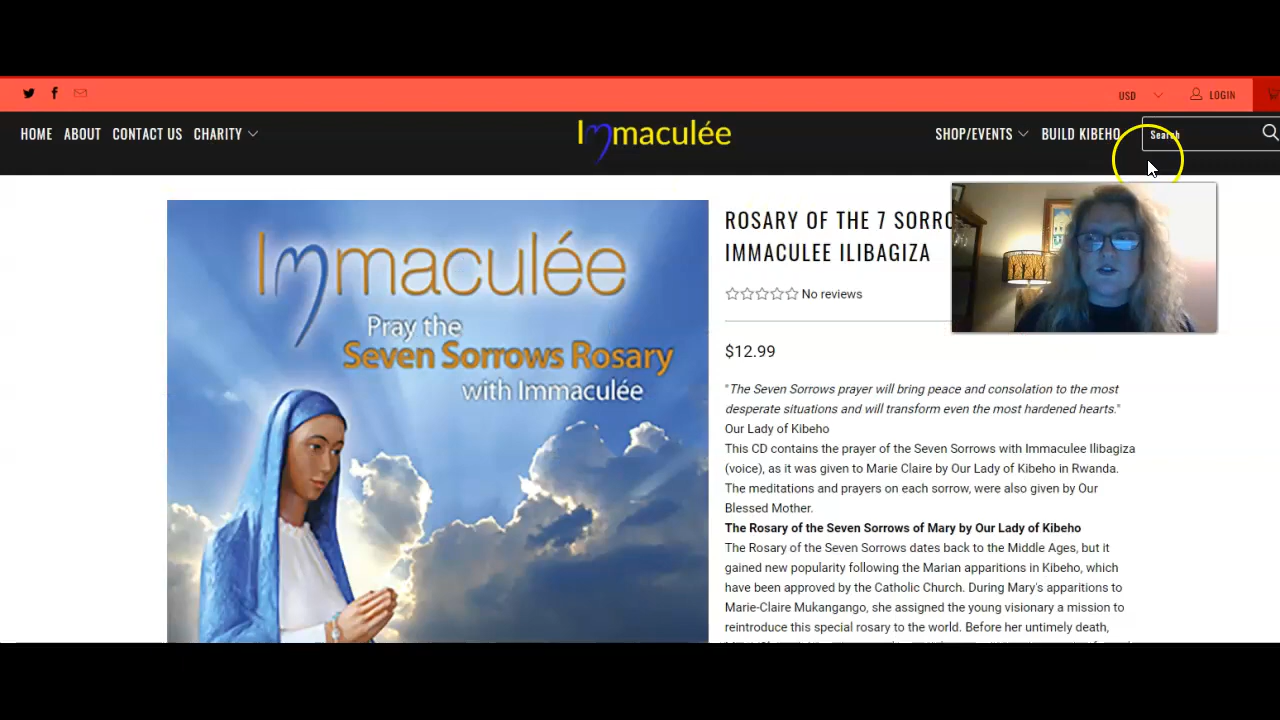 USD
LOGIN
HOME ABOUT CONTACT US CHARITY
Immaculée
SHOP/EVENTS BUILD KIBEHO
Search
Immaculée
Pray the
Seven Sorrows Rosary
with Immaculée
ROSARY OF THE 7
IMMACULEE ILIBAGIZA
No reviews
$12.99
"The Seven Sorrows prayer will bring peace and consolation to the most
desperate situations and will transform even the most hardened hearts."
Our Lady of Kibeho
This CD contains the prayer of the Seven Sorrows with Immaculee Ilibagiza
(voice), as it was given to Marie Claire by Our Lady of Kibeho in Rwanda.
The meditations and prayers on each sorrow, were also given by Our
Blessed Mother.
The Rosary of the Seven Sorrows of Mary by Our Lady of Kibeho
The Rosary of the Seven Sorrows dates back to the Middle Ages, but it
gained new popularity following the Marian apparitions in Kibeho, which
have been approved by the Catholic Church. During Mary's apparitions to
Marie-Claire Mukangango, she assigned the young visionary a mission to
reintroduce this special rosary to the world. Before her untimely death,